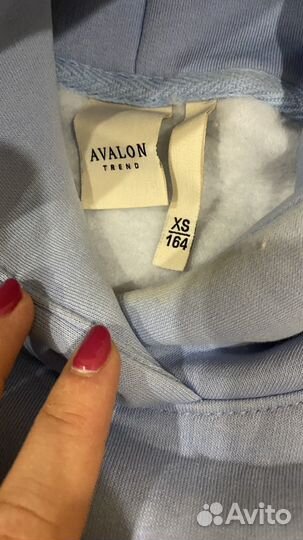 AVALON
TREND
XS
164
Avito